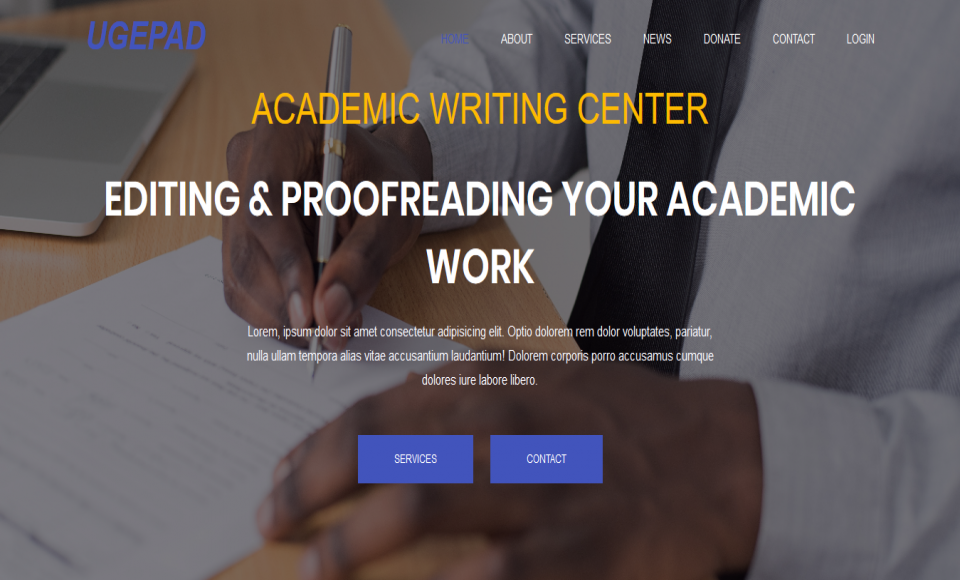 UGEPAD
HOME ABOUT SERVICES NEWS DONATE CONTACT LOGIN
ACADEMIC WRITING CENTER
EDITING & PROOFREADING YOUR ACADEMIC
WORK
Lorem, ipsum dolor sit amet consectetur adipisicing elit. Optio dolorem rem dolor voluptates, pariatur,
nulla ullam tempora alias vitae accusantium laudantium! Dolorem corporis porro accusamus cumque
dolores iure labore libero.
SERVICES CONTACT